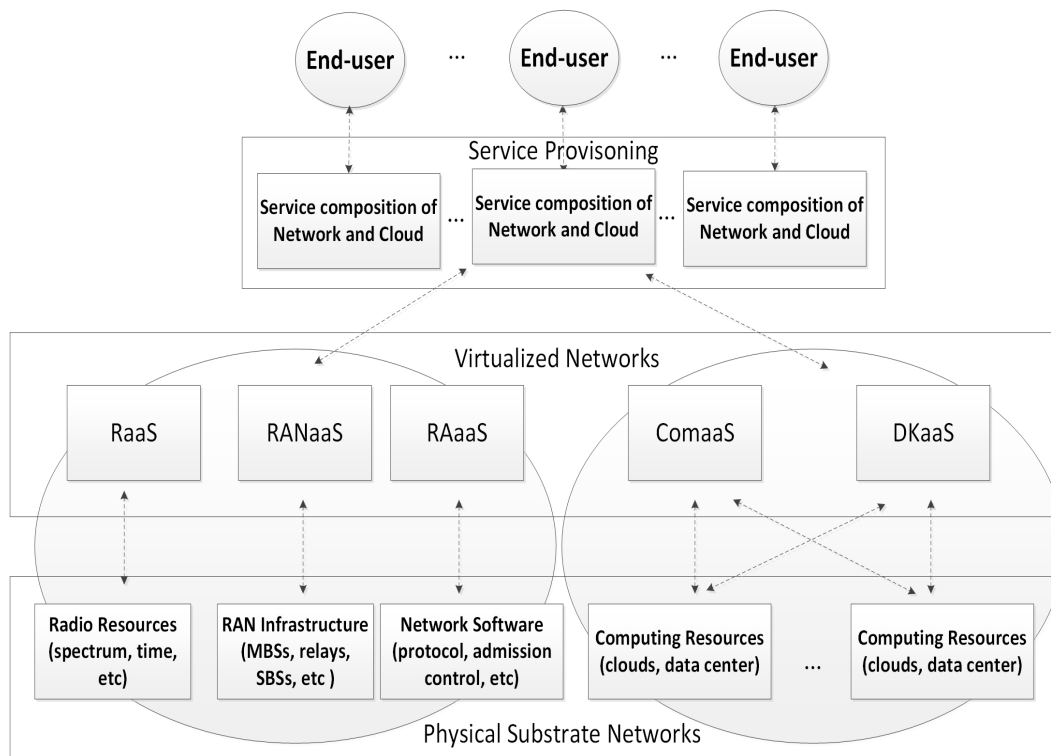 End-user ... End-user ... End-user
Service Provisoning
Service composition of
Network and Cloud
...
Service composition of
Network and Cloud
...
Service composition of
Network and Cloud
Virtualized Networks
RaaS
RANaaS
RAaaS
ComaaS
DKaaS
Radio Resources
(spectrum, time,
etc)
RAN Infrastructure
(MBSs, relays,
SBSs, etc )
Network Software
(protocol, admission
control, etc)
Computing Resources
(clouds, data center)
...
Computing Resources
(clouds, data center)
Physical Substrate Networks